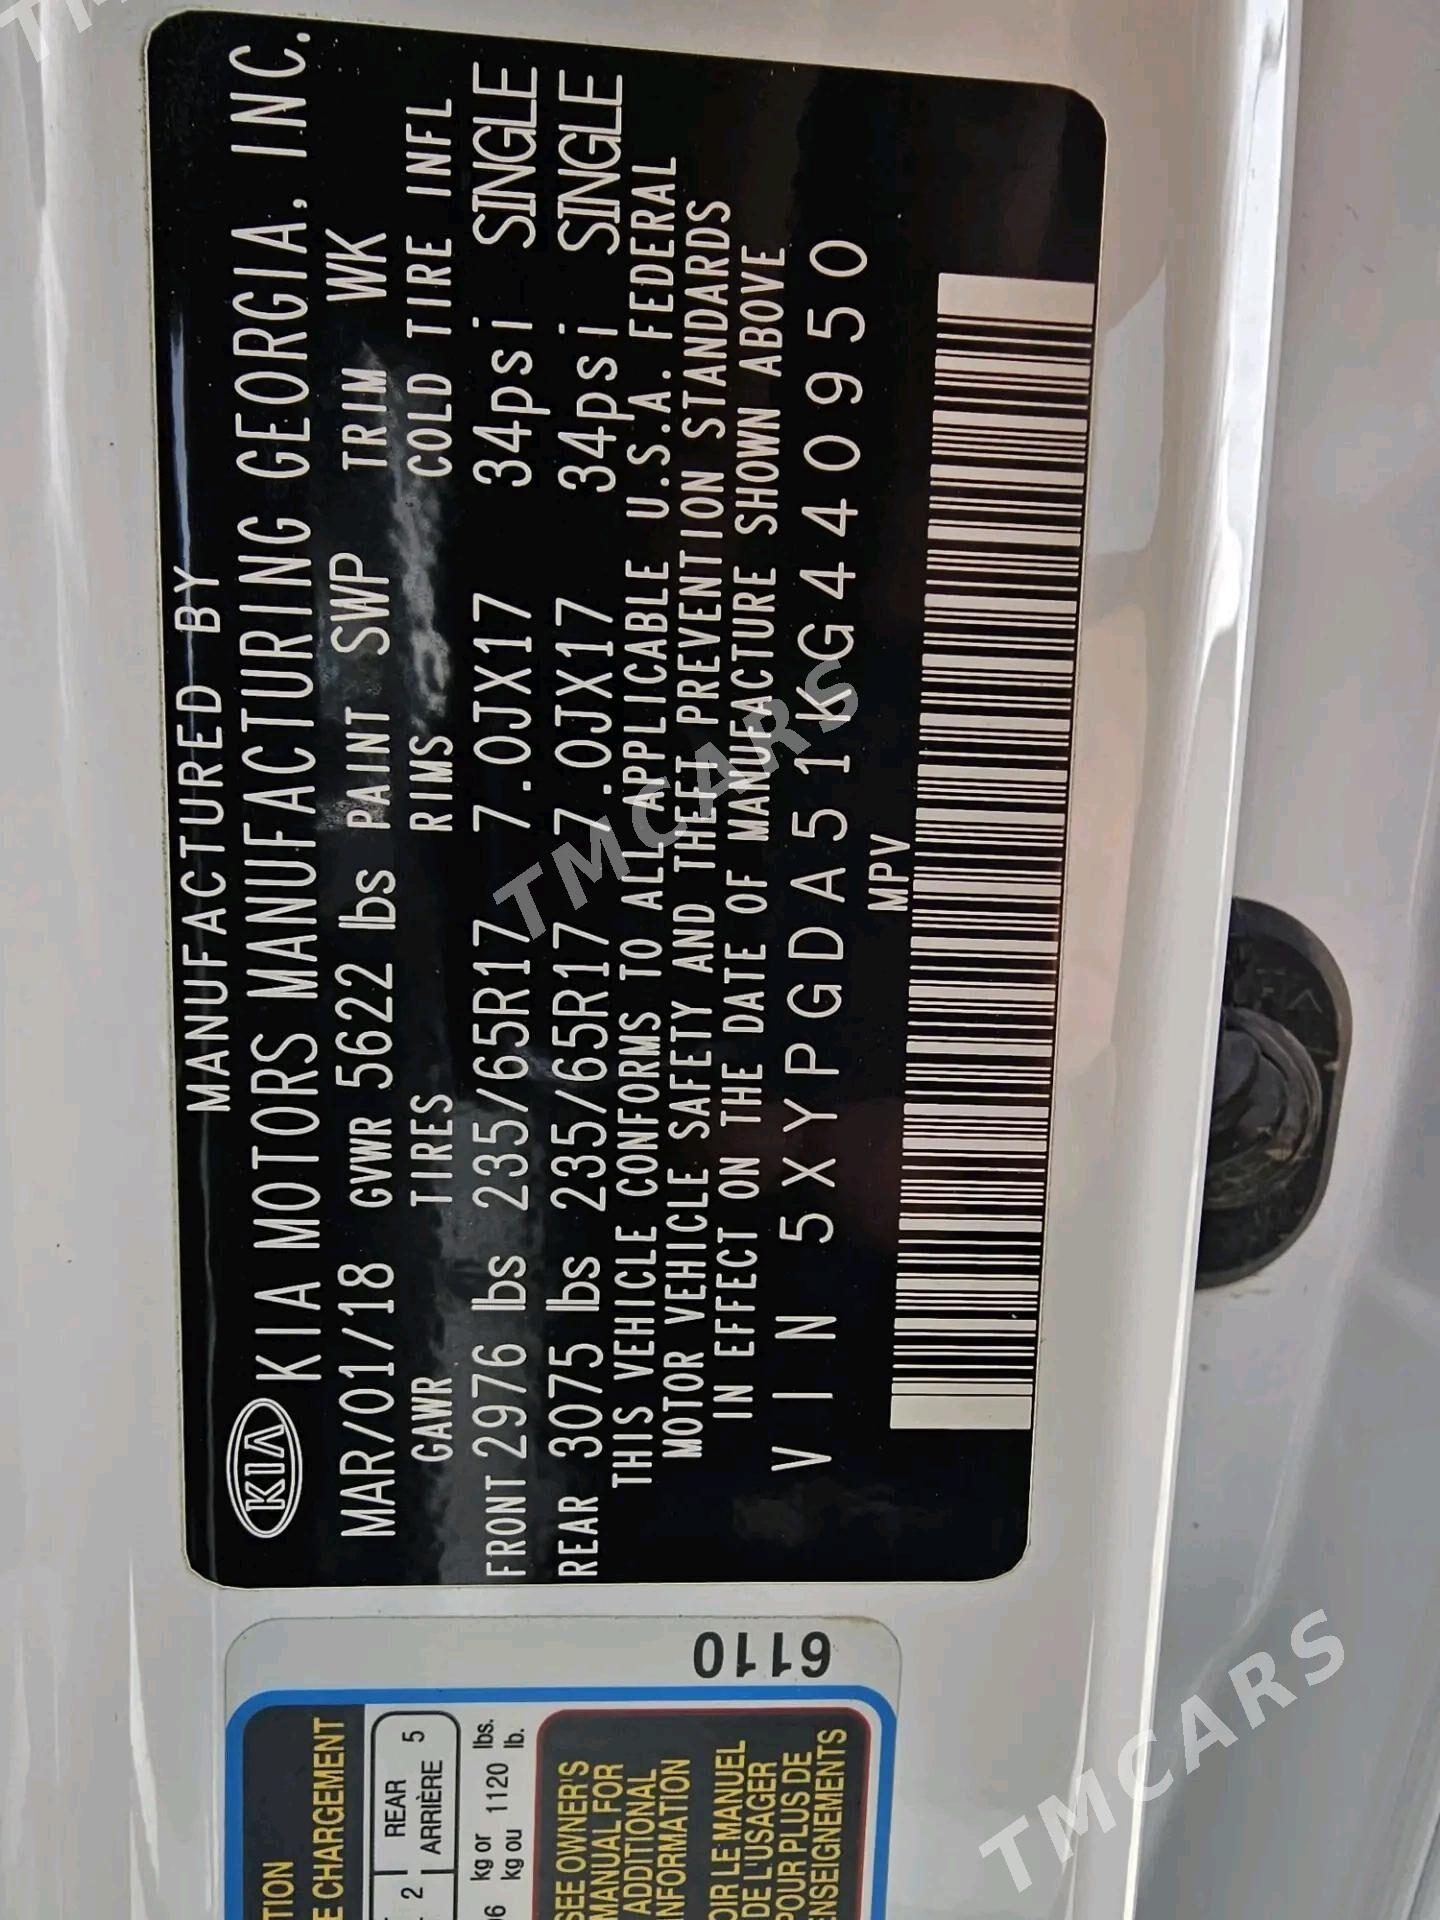 MANUFACTURED BY
KIA KIA MOTORS MANUFACTURING GEORGIA, INC.
MAR/01/18 GVWR 5622 lbs PAINT SWP TRIM WK
GAWR TIRES RIMS COLD TIRE INFL
FRONT 2976 lbs 235/65R17 7.0JX17 34psi SINGLE
REAR 3075 lbs 235/65R17 7.0JX17 34psi SINGLE
THIS VEHICLE CONFORMS TO ALL APPLICABLE U.S.A. FEDERAL
MOTOR VEHICLE SAFETY AND THEFT PREVENTION STANDARDS
IN EFFECT ON THE DATE OF MANUFACTURE SHOWN ABOVE
VIN 5XYPGDA51KG440950
MPV
6110
CHARGEMENT
2 REAR
2 ARRIÈRE 5
kg or 1120 lbs.
kg ou lb.
SEE OWNER'S
MANUAL FOR
ADDITIONAL
INFORMATION
LE MANUEL
DE L'USAGER
POUR PLUS DE
TMCARS
TMCARS